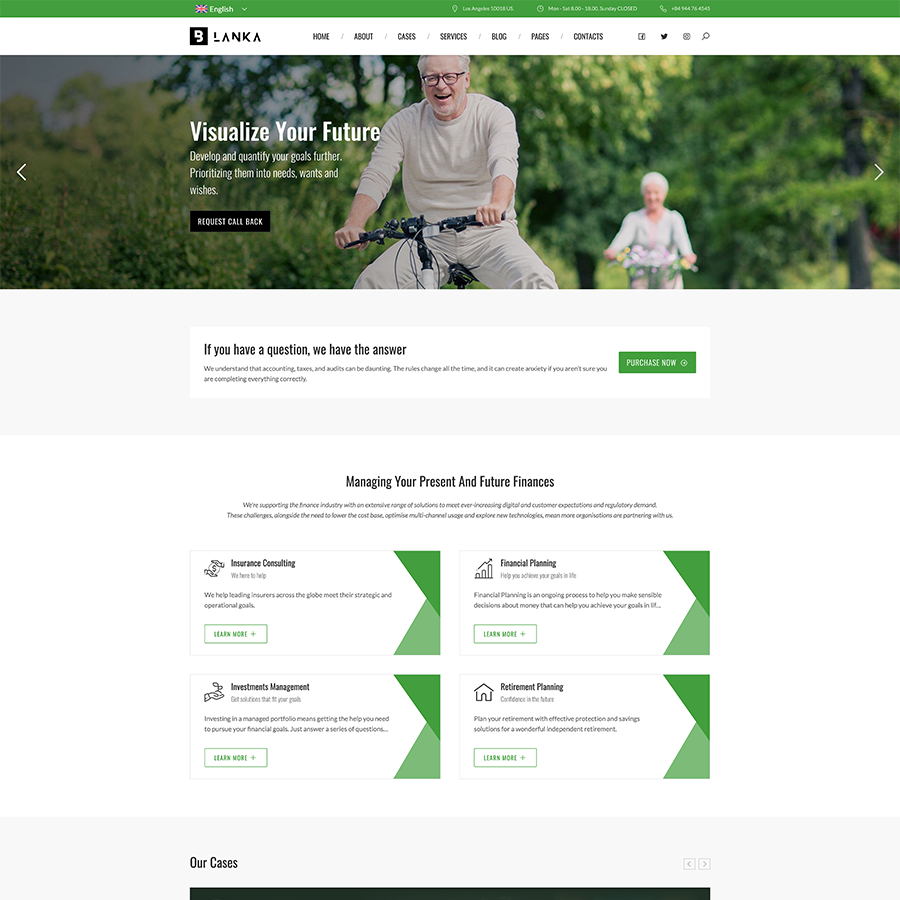 English
Los Angeles 10018 US.
Mon - Sat 8.00 - 18.00. Sunday CLOSED
+84 944 76 4545
B LANKA
HOME / ABOUT / CASES / SERVICES / BLOG / PAGES / CONTACTS
Visualize Your Future
Develop and quantify your goals further.
Prioritizing them into needs, wants and
wishes.
REQUEST CALL BACK
If you have a question, we have the answer
We understand that accounting, taxes, and audits can be daunting. The rules change all the time, and it can create anxiety if you aren't sure you
are completing everything correctly.
PURCHASE NOW
Managing Your Present And Future Finances
We're supporting the finance industry with an extensive range of solutions to meet ever-increasing digital and customer expectations and regulatory demand.
These challenges, alongside the need to lower the cost base, optimise multi-channel usage and explore new technologies, mean more organisations are partnering with us.
Insurance Consulting
We here to help
We help leading insurers across the globe meet their strategic and
operational goals.
LEARN MORE +
Financial Planning
Help you achieve your goals in life
Financial Planning is an ongoing process to help you make sensible
decisions about money that can help you achieve your goals in lif...
LEARN MORE +
Investments Management
Get solutions that fit your goals
Investing in a managed portfolio means getting the help you need
to pursue your financial goals. Just answer a series of questions...
LEARN MORE +
Retirement Planning
Confidence in the future
Plan your retirement with effective protection and savings
solutions for a wonderful independent retirement.
LEARN MORE +
Our Cases